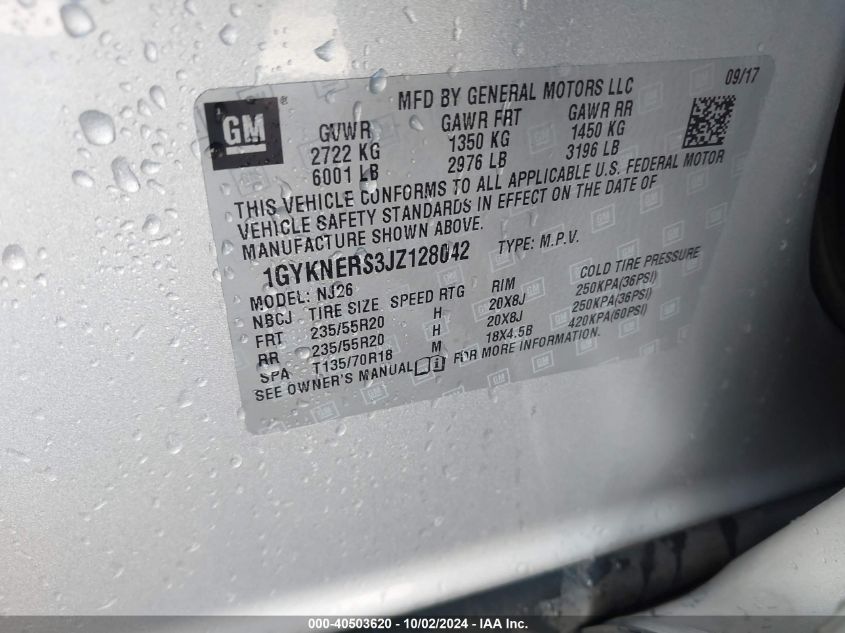 MFD BY GENERAL MOTORS LLC 09/17
GM ®
GVWR GAWR FRT GAWR RR
2722 KG 1350 KG 1450 KG
6001 LB 2976 LB 3196 LB
THIS VEHICLE CONFORMS TO ALL APPLICABLE U.S. FEDERAL MOTOR
VEHICLE SAFETY STANDARDS IN EFFECT ON THE DATE OF
MANUFACTURE SHOWN ABOVE.
1GYKNERS3JZ128042 TYPE: M.P.V.
MODEL: NJ26
NBCJ TIRE SIZE SPEED RTG RIM COLD TIRE PRESSURE
FRT 235/55R20 H 20X8J 250KPA(36PSI)
RR 235/55R20 H 20X8J 250KPA(36PSI)
SPA T135/70R18 M 18X4.5B 420KPA(60PSI)
SEE OWNER'S MANUAL FOR MORE INFORMATION.
000-40503620 - 10/02/2024 - IAA Inc.